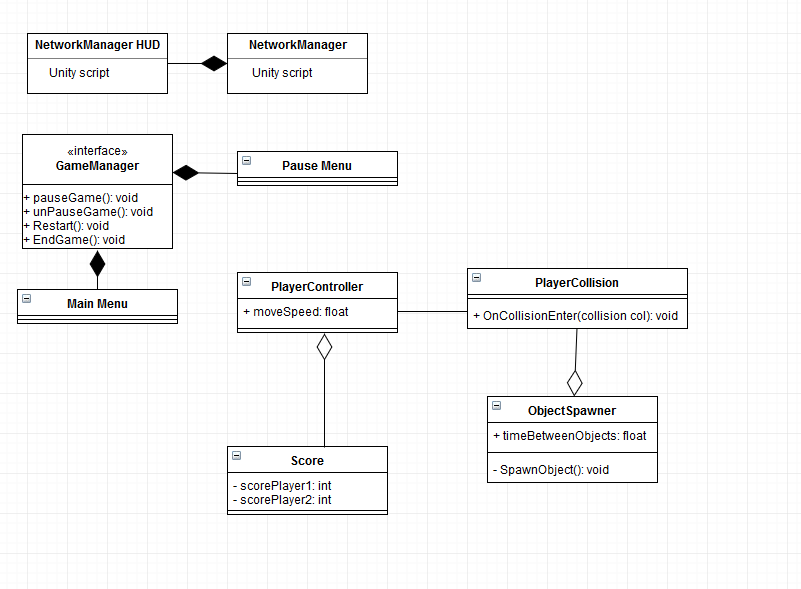 NetworkManager HUD
Unity script
NetworkManager
Unity script
«interface»
GameManager
+ pauseGame(): void
+ unPauseGame(): void
+ Restart(): void
+ EndGame(): void
Pause Menu
Main Menu
PlayerController
+ moveSpeed: float
PlayerCollision
+ OnCollisionEnter(collision col): void
ObjectSpawner
+ timeBetweenObjects: float
- SpawnObject(): void
Score
- scorePlayer1: int
- scorePlayer2: int